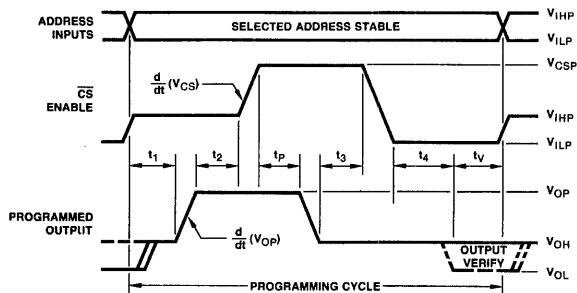 ADDRESS
INPUTS
SELECTED ADDRESS STABLE
VIHP
VILP
VCSP
d/dt (VCS)
CS
ENABLE
VIHP
VILP
t1
t2
tP
t3
t4
tV
VOP
PROGRAMMED
OUTPUT
d/dt (VOP)
OUTPUT
VERIFY
VOH
VOL
PROGRAMMING CYCLE